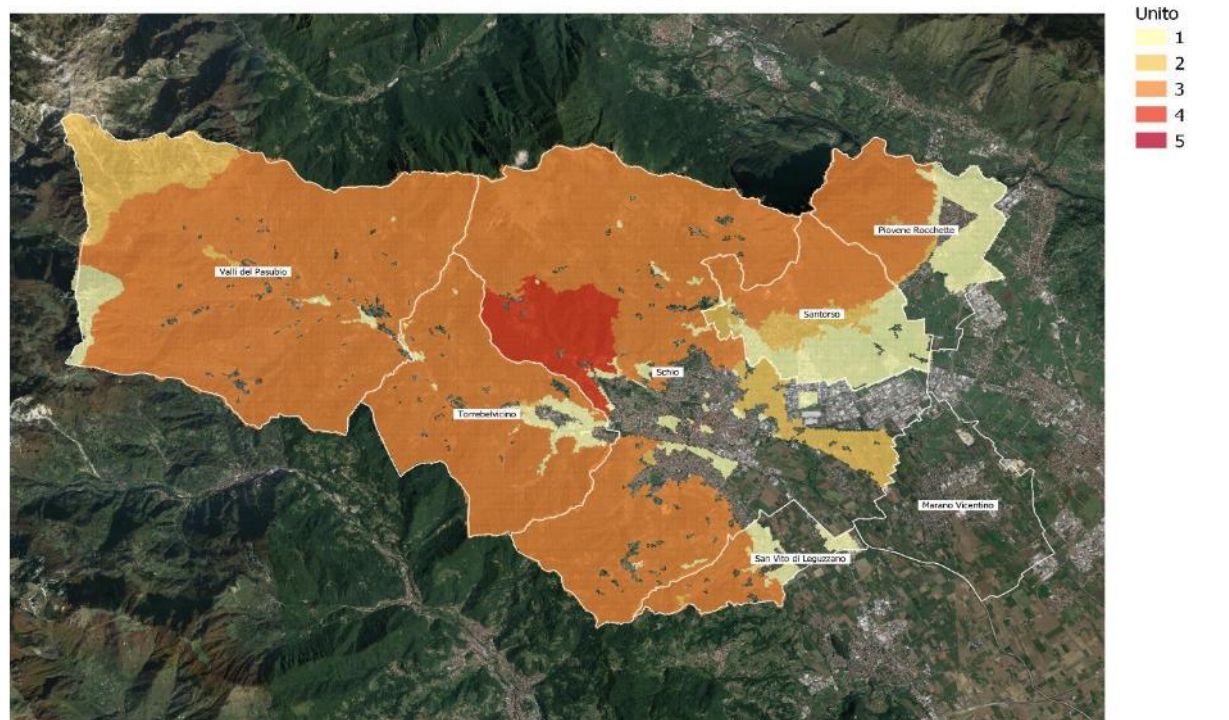 Unito
1
2
3
4
5
Piovene Rocchette
Valli del Pasubio
Santorso
Schio
Torrebelvicino
Marano Vicentino
San Vito di Leguzzano